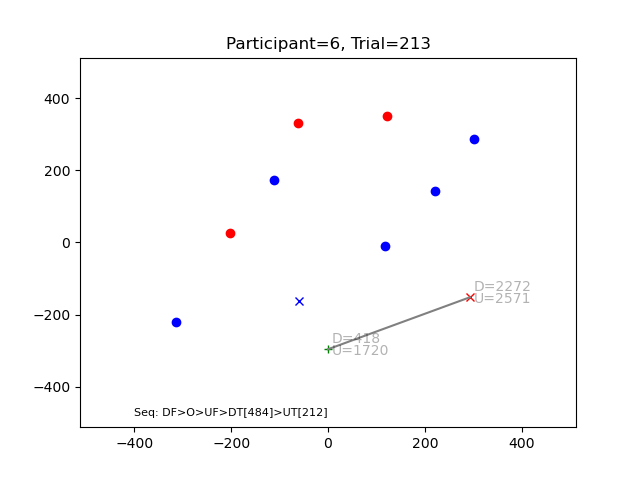 Participant=6, Trial=213
400
200
0
−200
−400
D=2272
U=2571
D=418
U=1720
Seq: DF>O>UF>DT[484]>UT[212]
−400 −200 0 200 400